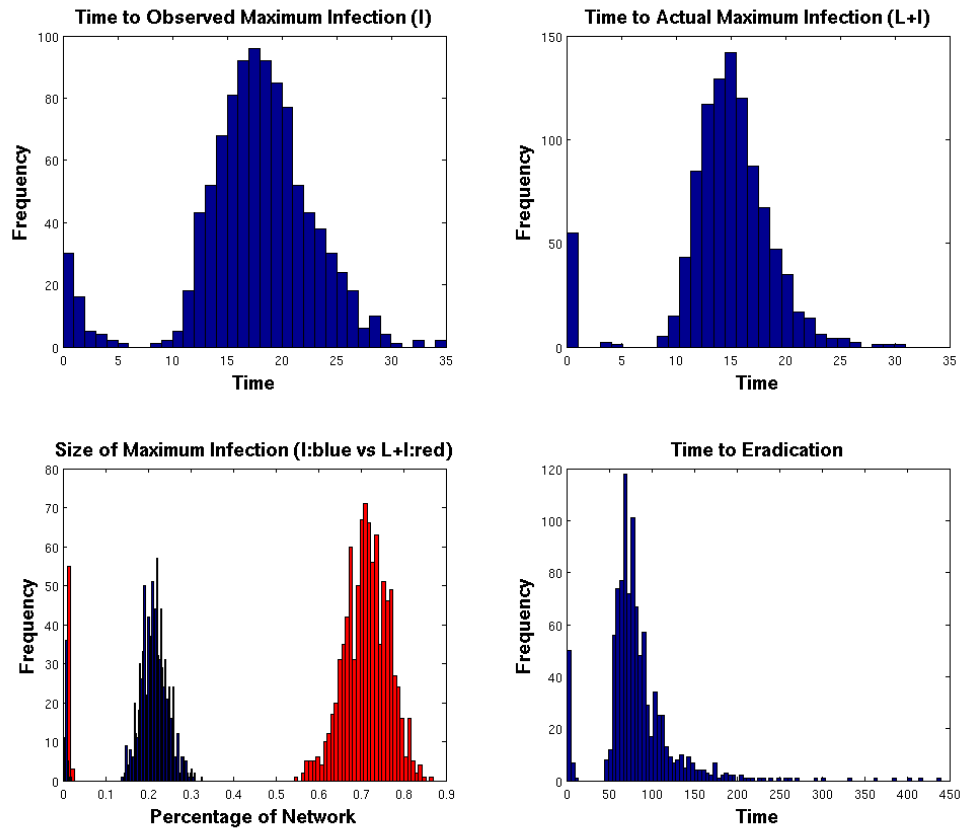 Time to Observed Maximum Infection (I)
100
80
60
40
20
0
Frequency
0 5 10 15 20 25 30 35
Time
Time to Actual Maximum Infection (L+I)
150
100
50
0
Frequency
0 5 10 15 20 25 30 35
Time
Size of Maximum Infection (I:blue vs L+I:red)
80
70
60
50
40
30
20
10
0
Frequency
0 0.1 0.2 0.3 0.4 0.5 0.6 0.7 0.8 0.9
Percentage of Network
Time to Eradication
120
100
80
60
40
20
0
Frequency
0 50 100 150 200 250 300 350 400 450
Time